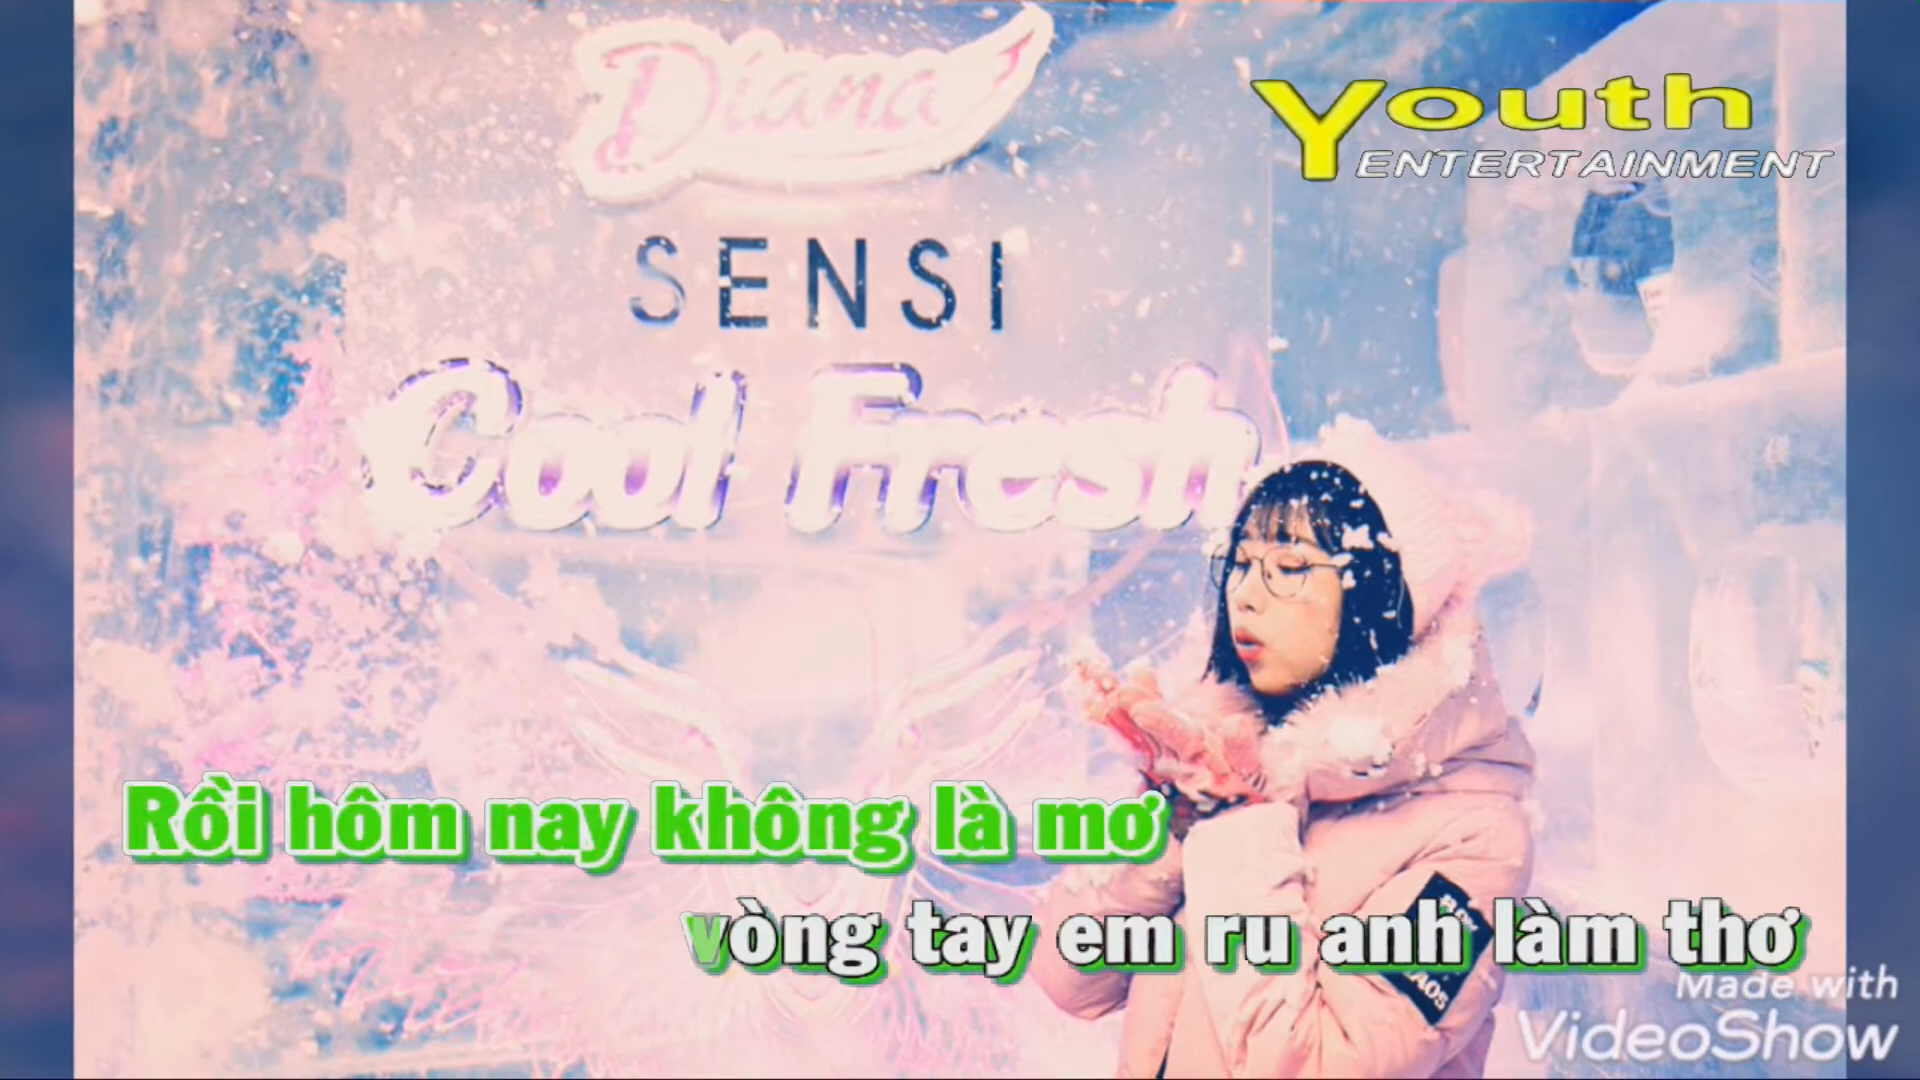 Diana
SENSI
Cool Fresh
Youth
ENTERTAINMENT
Rồi hôm nay không là mơ
vòng tay em ru anh làm thơ
Made with
VideoShow